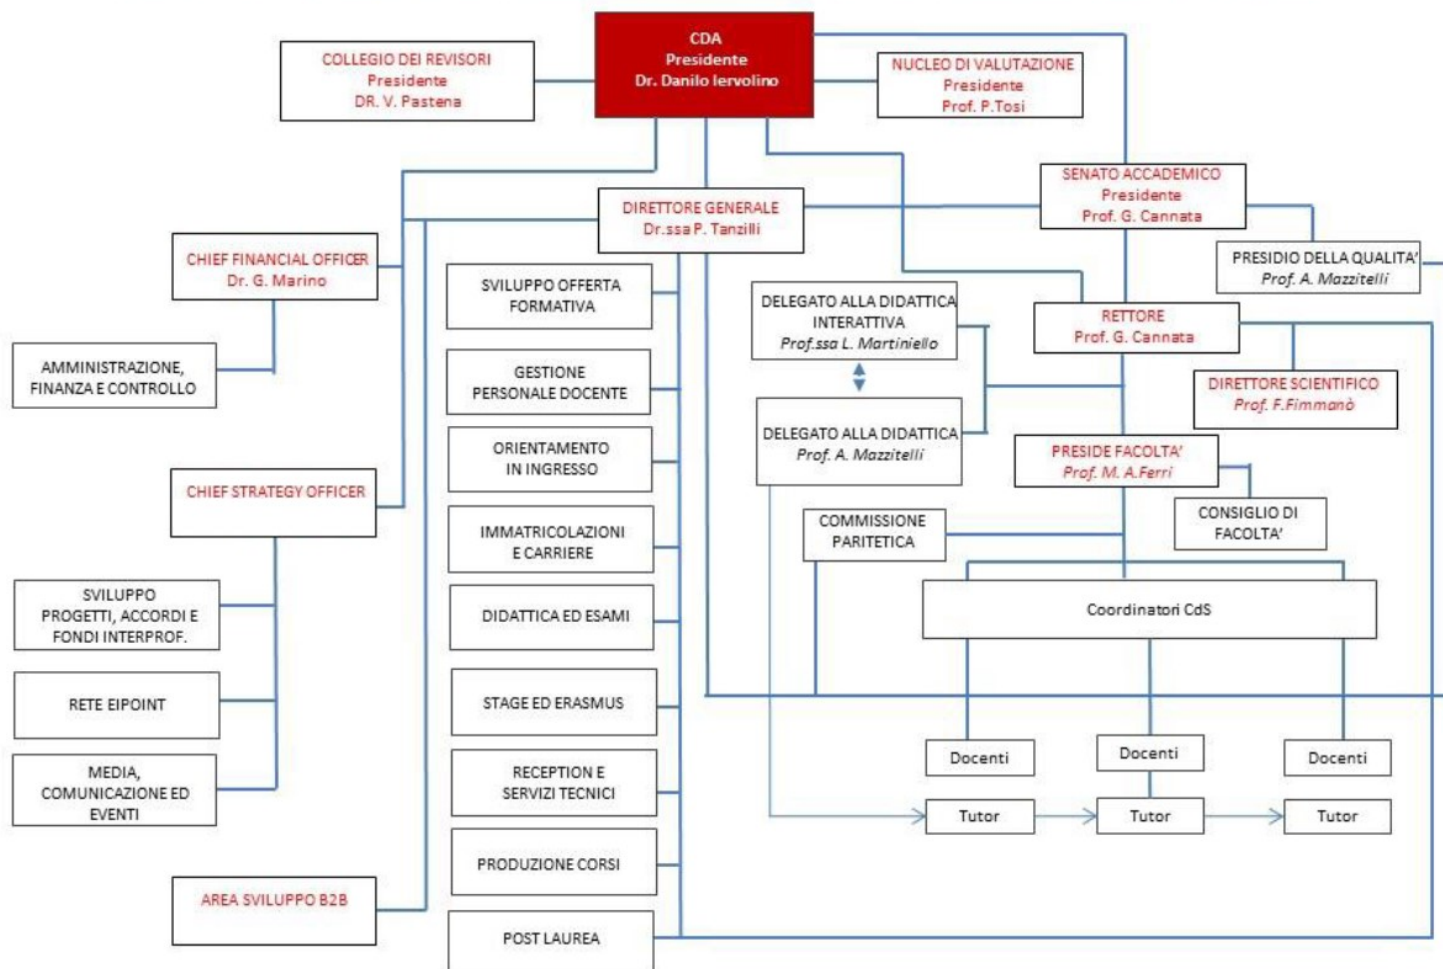 CDA
Presidente
Dr. Danilo Iervolino
COLLEGIO DEI REVISORI
Presidente
DR. V. Pastena
NUCLEO DI VALUTAZIONE
Presidente
Prof. P.Tosi
SENATO ACCADEMICO
Presidente
Prof. G. Cannata
DIRETTORE GENERALE
Dr.ssa P. Tanzilli
CHIEF FINANCIAL OFFICER
Dr. G. Marino
PRESIDIO DELLA QUALITA’
Prof. A. Mazzitelli
SVILUPPO OFFERTA
FORMATIVA
DELEGATO ALLA DIDATTICA
INTERATTIVA
Prof.ssa L. Martiniello
RETTORE
Prof. G. Cannata
AMMINISTRAZIONE,
FINANZA E CONTROLLO
GESTIONE
PERSONALE DOCENTE
DIRETTORE SCIENTIFICO
Prof. F.Fimmanò
ORIENTAMENTO
IN INGRESSO
DELEGATO ALLA DIDATTICA
Prof. A. Mazzitelli
PRESIDE FACOLTA’
Prof. M. A.Ferri
CHIEF STRATEGY OFFICER
IMMATRICOLAZIONI
E CARRIERE
COMMISSIONE
PARITETICA
CONSIGLIO DI
FACOLTA’
SVILUPPO
PROGETTI, ACCORDI E
FONDI INTERPROF.
DIDATTICA ED ESAMI
Coordinatori CdS
RETE EIPOINT
STAGE ED ERASMUS
MEDIA,
COMUNICAZIONE ED
EVENTI
RECEPTION E
SERVIZI TECNICI
Docenti
Docenti
Docenti
Tutor
Tutor
Tutor
PRODUZIONE CORSI
AREA SVILUPPO B2B
POST LAUREA